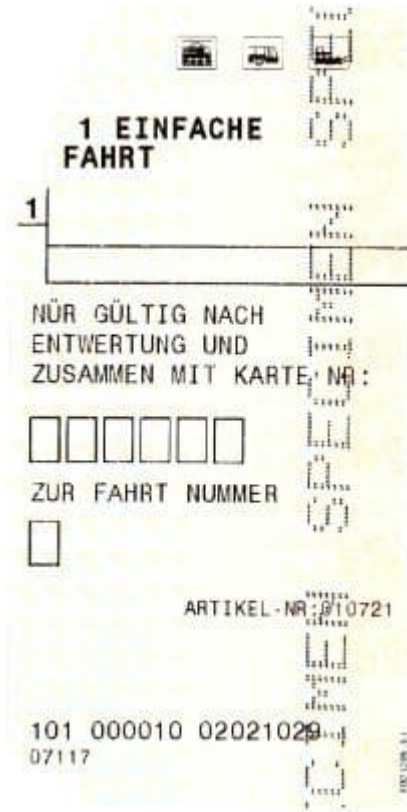 1 EINFACHE
FAHRT
1
NÜR GÜLTIG NACH
ENTWERTUNG UND
ZUSAMMEN MIT KARTE NR:
ZUR FAHRT NUMMER
ARTIKEL-NR:010721
101 000010 02021029
07117